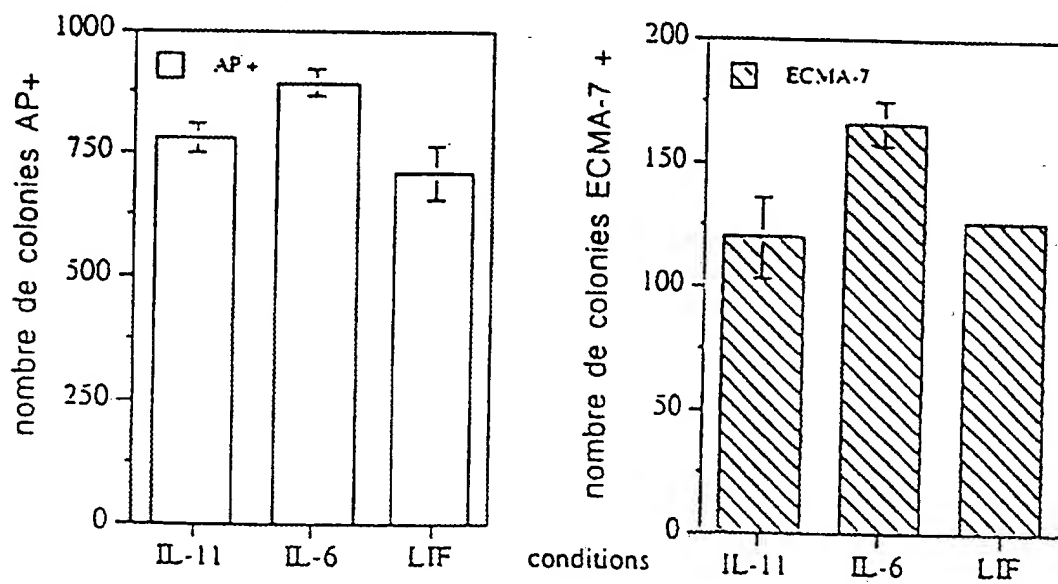 nombre de colonies AP+
1000
750
500
250
0
AP+
IL-11
IL-6
LIF
conditions
nombre de colonies ECMA-7 +
200
150
100
50
0
ECMA-7
IL-11
IL-6
LIF